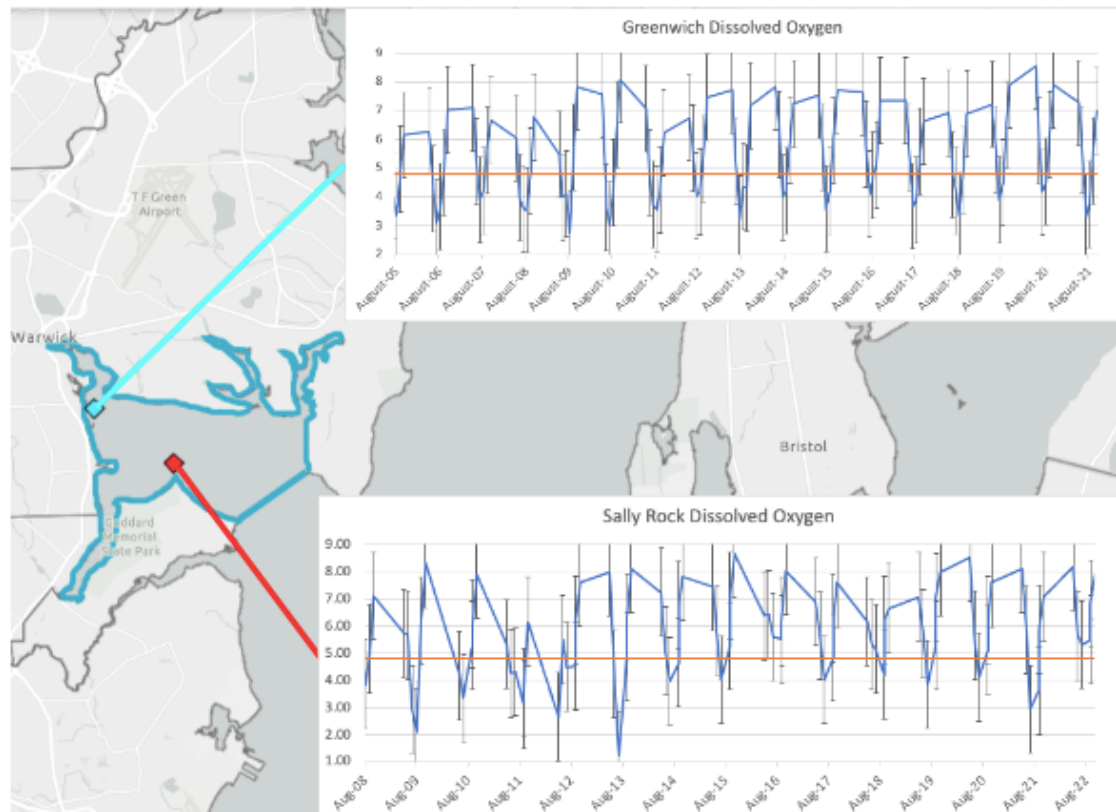 Greenwich Dissolved Oxygen
9
8
7
6
5
4
3
2
August-05
August-06
August-07
August-08
August-09
August-10
August-11
August-12
August-13
August-14
August-15
August-16
August-17
August-18
August-19
August-20
August-21
T F Green
Airport
Warwick
Bristol
Goddard
Memorial
State Park
Sally Rock Dissolved Oxygen
9.00
8.00
7.00
6.00
5.00
4.00
3.00
2.00
1.00
Aug-08
Aug-09
Aug-10
Aug-11
Aug-12
Aug-13
Aug-14
Aug-15
Aug-16
Aug-17
Aug-18
Aug-19
Aug-20
Aug-21
Aug-22